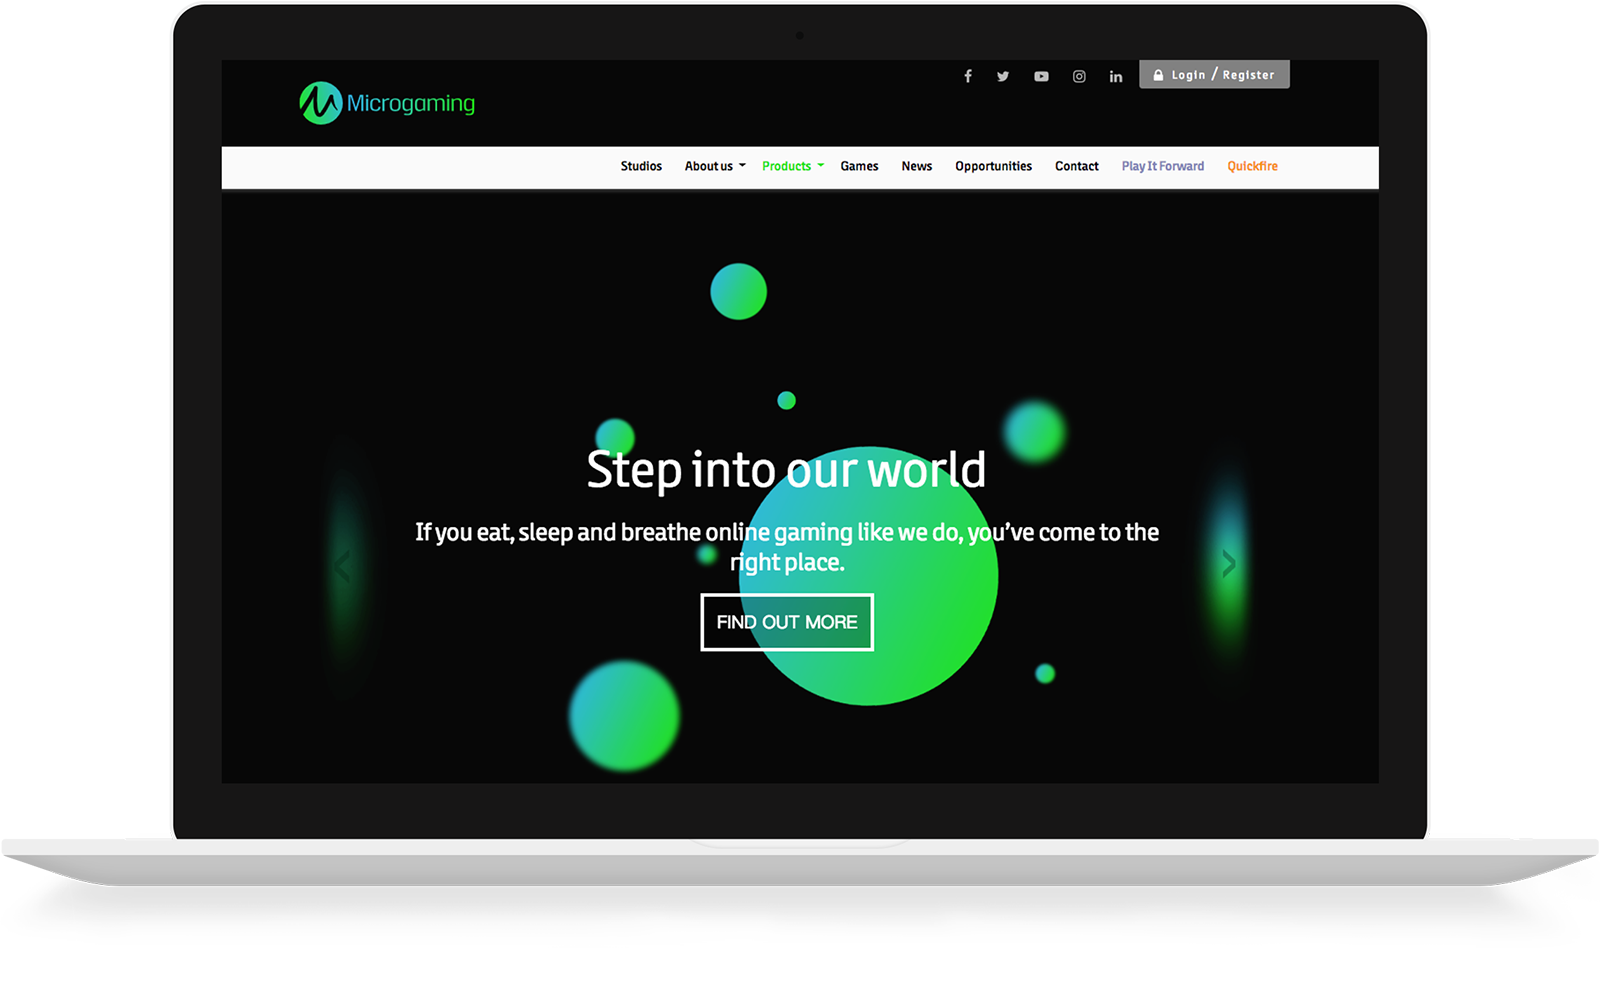 Login / Register
Microgaming
Studios About us Products Games News Opportunities Contact Play It Forward Quickfire
Step into our world
If you eat, sleep and breathe online gaming like we do, you've come to the
right place.
FIND OUT MORE